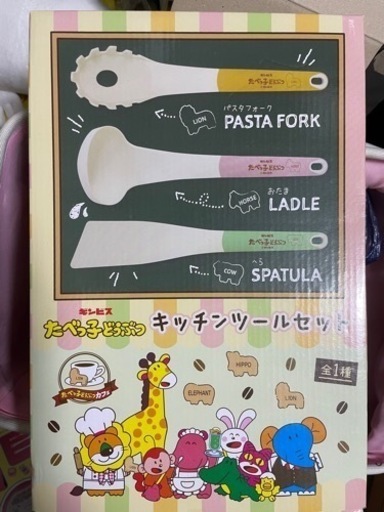 パスタフォーク
LION
PASTA FORK
おたま
HORSE
LADLE
へら
COW
SPATULA
ギンビス
たべっ子どうぶつ
キッチンツールセット
たべっ子どうぶつカフェ
HIPPO
ELEPHANT
LION
全1種